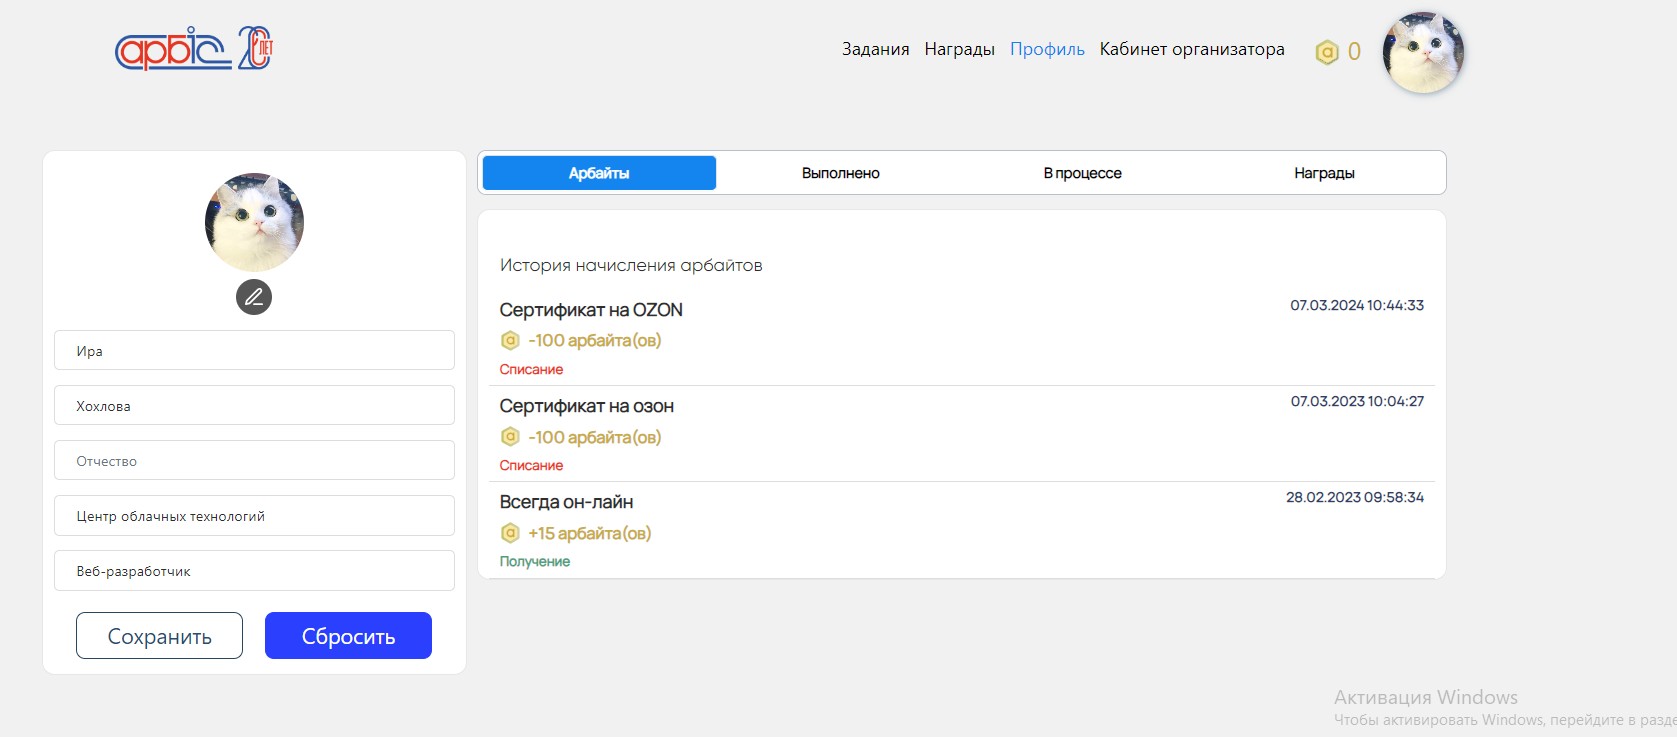 арбіс 20 ЛЕТ
Задания Награды Профиль Кабинет организатора 0
Арбайты Выполнено В процессе Награды
Ира
Хохлова
Отчество
Центр облачных технологий
Веб-разработчик
Сохранить Сбросить
История начисления арбайтов
Сертификат на OZON 07.03.2024 10:44:33
-100 арбайта(ов)
Списание
Сертификат на озон 07.03.2023 10:04:27
-100 арбайта(ов)
Списание
Всегда он-лайн 28.02.2023 09:58:34
+15 арбайта(ов)
Получение
Активация Windows
Чтобы активировать Windows, перейдите в разде